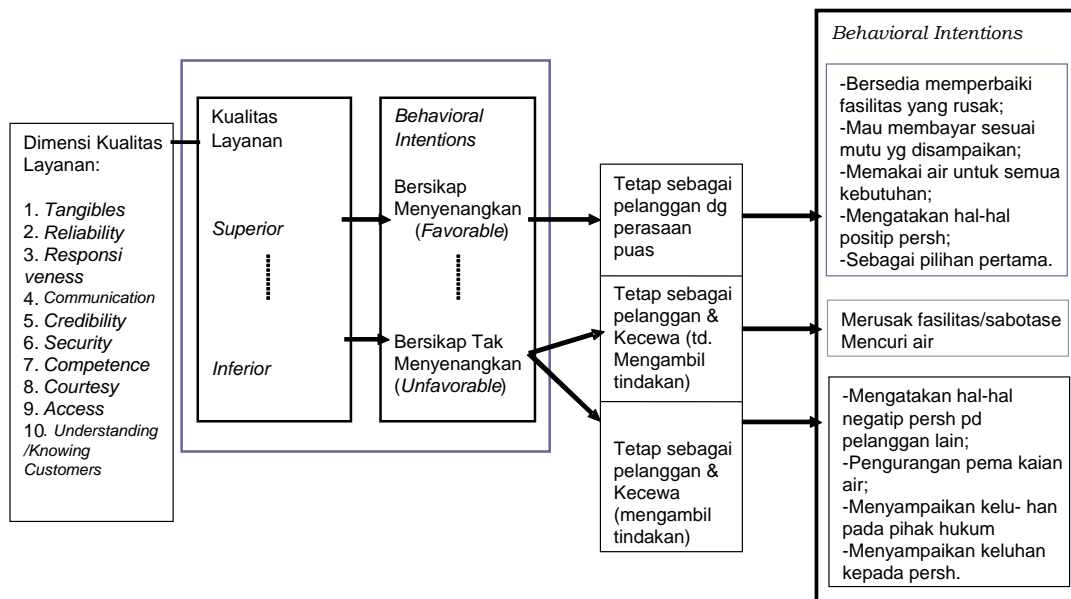 Dimensi Kualitas
Layanan:
1. Tangibles
2. Reliability
3. Responsi
veness
4. Communication
5. Credibility
6. Security
7. Competence
8. Courtesy
9. Access
10. Understanding
/Knowing
Customers
Kualitas
Layanan
Superior
Inferior
Behavioral
Intentions
Bersikap
Menyenangkan
(Favorable)
Bersikap Tak
Menyenangkan
(Unfavorable)
Tetap sebagai
pelanggan dg
perasaan
puas
Tetap sebagai
pelanggan &
Kecewa (td.
Mengambil
tindakan)
Tetap sebagai
pelanggan &
Kecewa
(mengambil
tindakan)
Behavioral Intentions
-Bersedia memperbaiki
fasilitas yang rusak;
-Mau membayar sesuai
mutu yg disampaikan;
-Memakai air untuk semua
kebutuhan;
-Mengatakan hal-hal
positip persh;
-Sebagai pilihan pertama.
Merusak fasilitas/sabotase
Mencuri air
-Mengatakan hal-hal
negatip persh pd
pelanggan lain;
-Pengurangan pema kaian
air;
-Menyampaikan kelu- han
pada pihak hukum
-Menyampaikan keluhan
kepada persh.